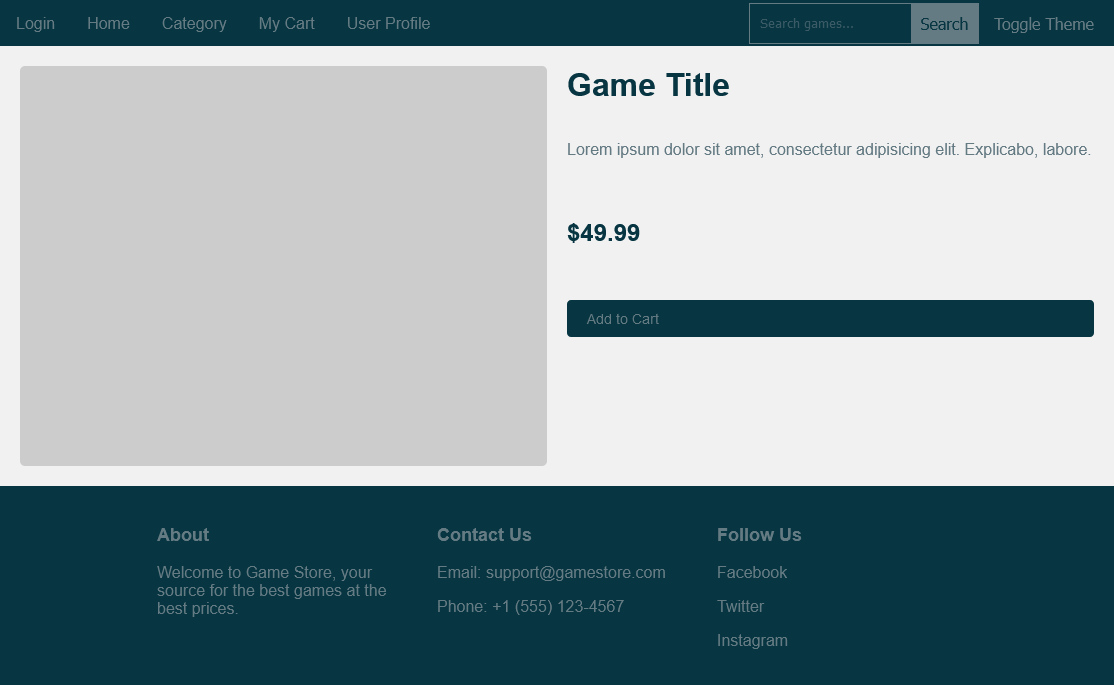 Login Home Category My Cart User Profile Search games... Search Toggle Theme
Game Title
Lorem ipsum dolor sit amet, consectetur adipisicing elit. Explicabo, labore.
$49.99
Add to Cart
About
Welcome to Game Store, your
source for the best games at the
best prices.
Contact Us
Email: support@gamestore.com
Phone: +1 (555) 123-4567
Follow Us
Facebook
Twitter
Instagram